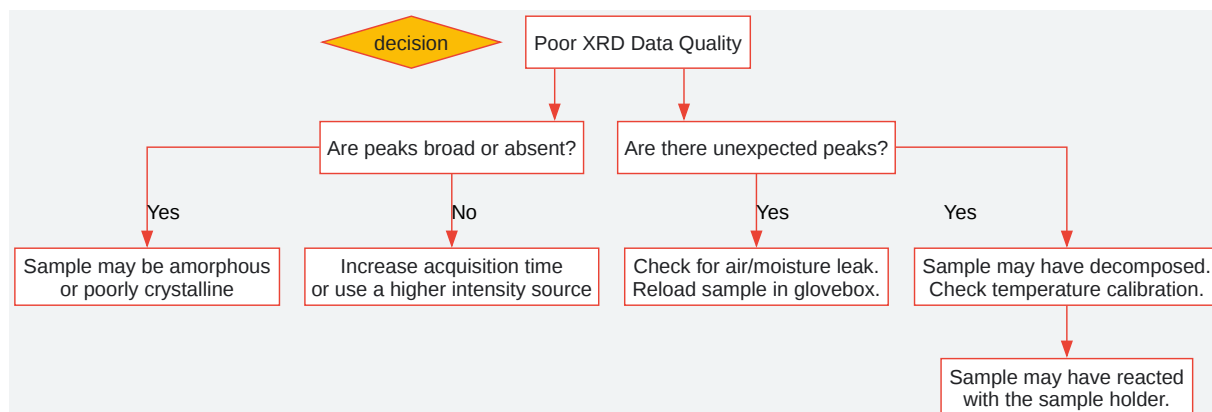 decision
Poor XRD Data Quality
Are peaks broad or absent?
Are there unexpected peaks?
Yes
No
Yes
Yes
Sample may be amorphous
or poorly crystalline
Increase acquisition time
or use a higher intensity source
Check for air/moisture leak.
Reload sample in glovebox.
Sample may have decomposed.
Check temperature calibration.
Sample may have reacted
with the sample holder.